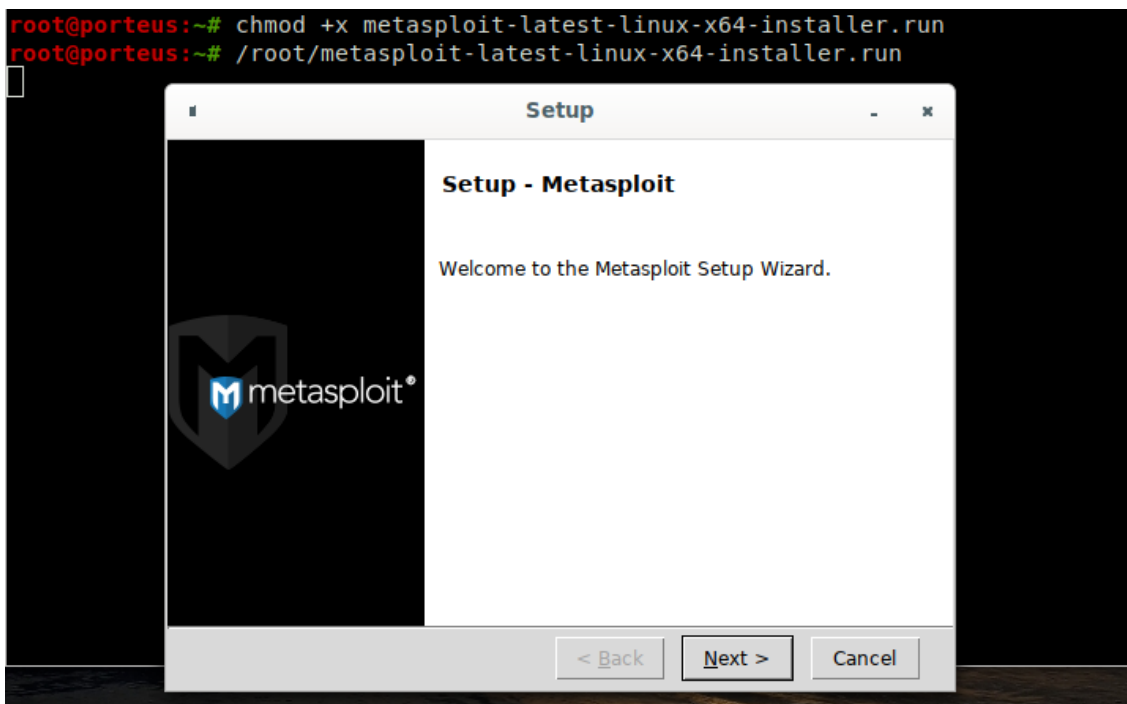 root@porteus:~# chmod +x metasploit-latest-linux-x64-installer.run
root@porteus:~# /root/metasploit-latest-linux-x64-installer.run
Setup
Setup - Metasploit
Welcome to the Metasploit Setup Wizard.
metasploit®
< Back
Next >
Cancel